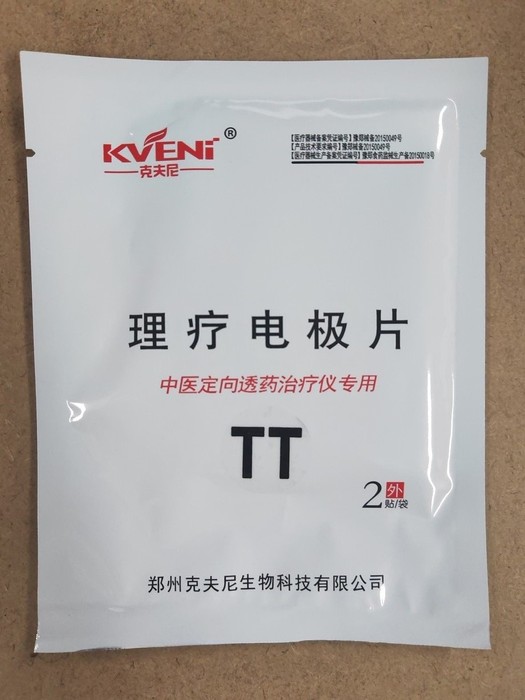 KVENI®
克夫尼
【医疗器械备案凭证编号】豫郑械备20150049号
【产品技术要求编号】豫郑械备20150049号
【医疗器械生产备案凭证编号】豫郑食药监械生产备20150018号
理疗电极片
中医定向透药治疗仪专用
TT
2贴/袋
外
郑州克夫尼生物科技有限公司